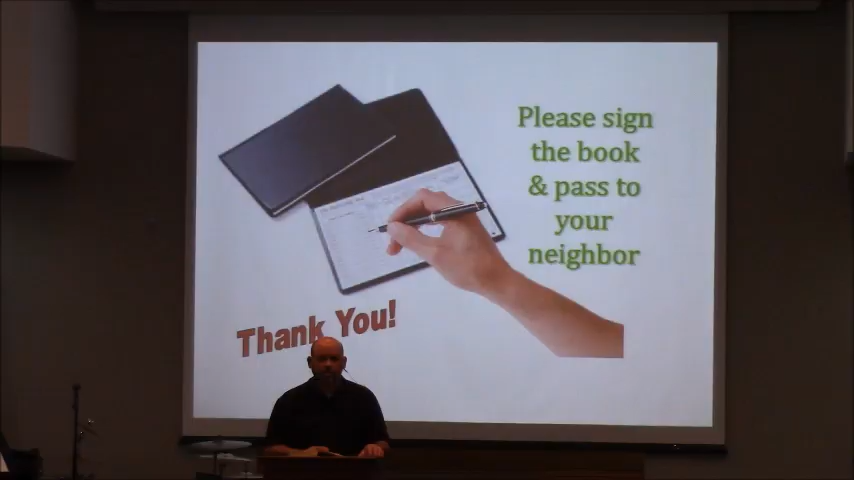 Please sign
the book
& pass to
your
neighbor
Thank You!